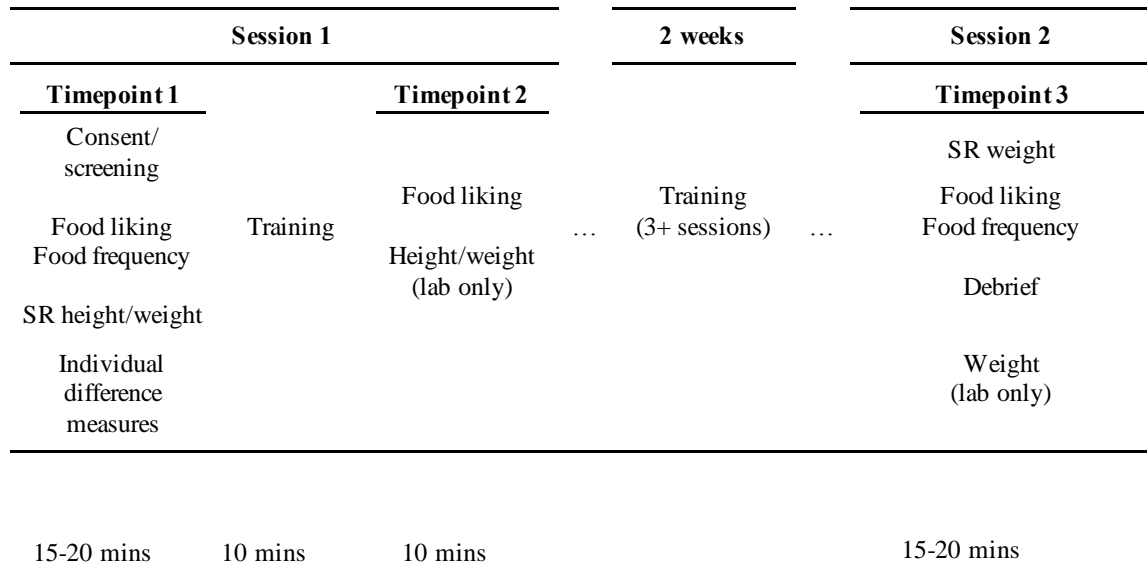 Session 1 2 weeks Session 2
Timepoint 1 Timepoint 2 Timepoint 3
Consent/
screening
Food liking
Food frequency
SR height/weight
Individual
difference
measures
Training
Food liking
Height/weight
(lab only)
…
Training
(3+ sessions)
…
SR weight
Food liking
Food frequency
Debrief
Weight
(lab only)
15-20 mins 10 mins 10 mins 15-20 mins